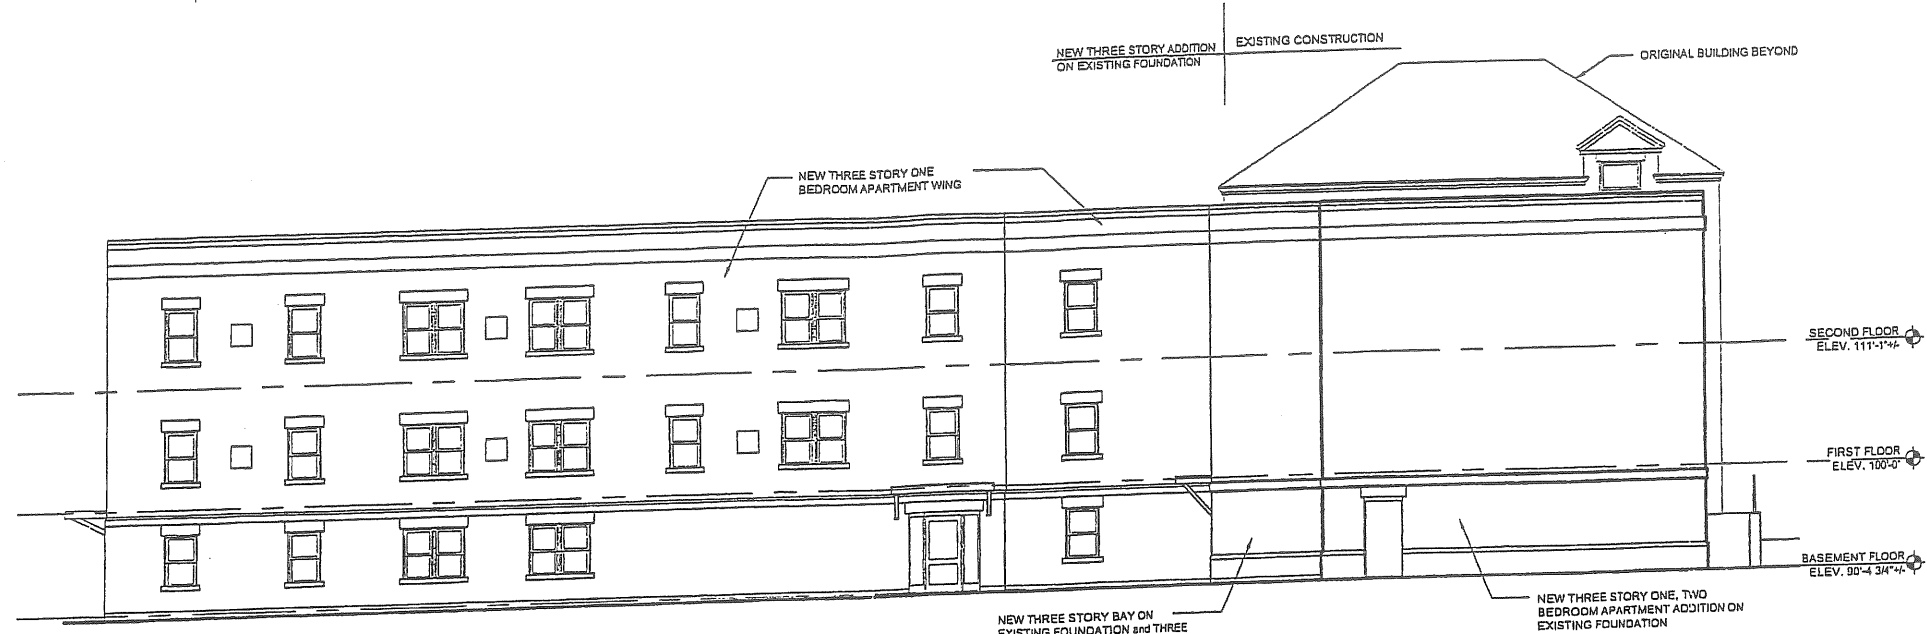 NEW THREE STORY ADDITION
ON EXISTING FOUNDATION
EXISTING CONSTRUCTION
ORIGINAL BUILDING BEYOND
NEW THREE STORY ONE
BEDROOM APARTMENT WING
SECOND FLOOR
ELEV. 111'-1"+/-
FIRST FLOOR
ELEV. 100'-0"
BASEMENT FLOOR
ELEV. 90'-4 3/4"+/-
NEW THREE STORY BAY ON
EXISTING FOUNDATION and THREE
NEW THREE STORY ONE, TWO
BEDROOM APARTMENT ADDITION ON
EXISTING FOUNDATION